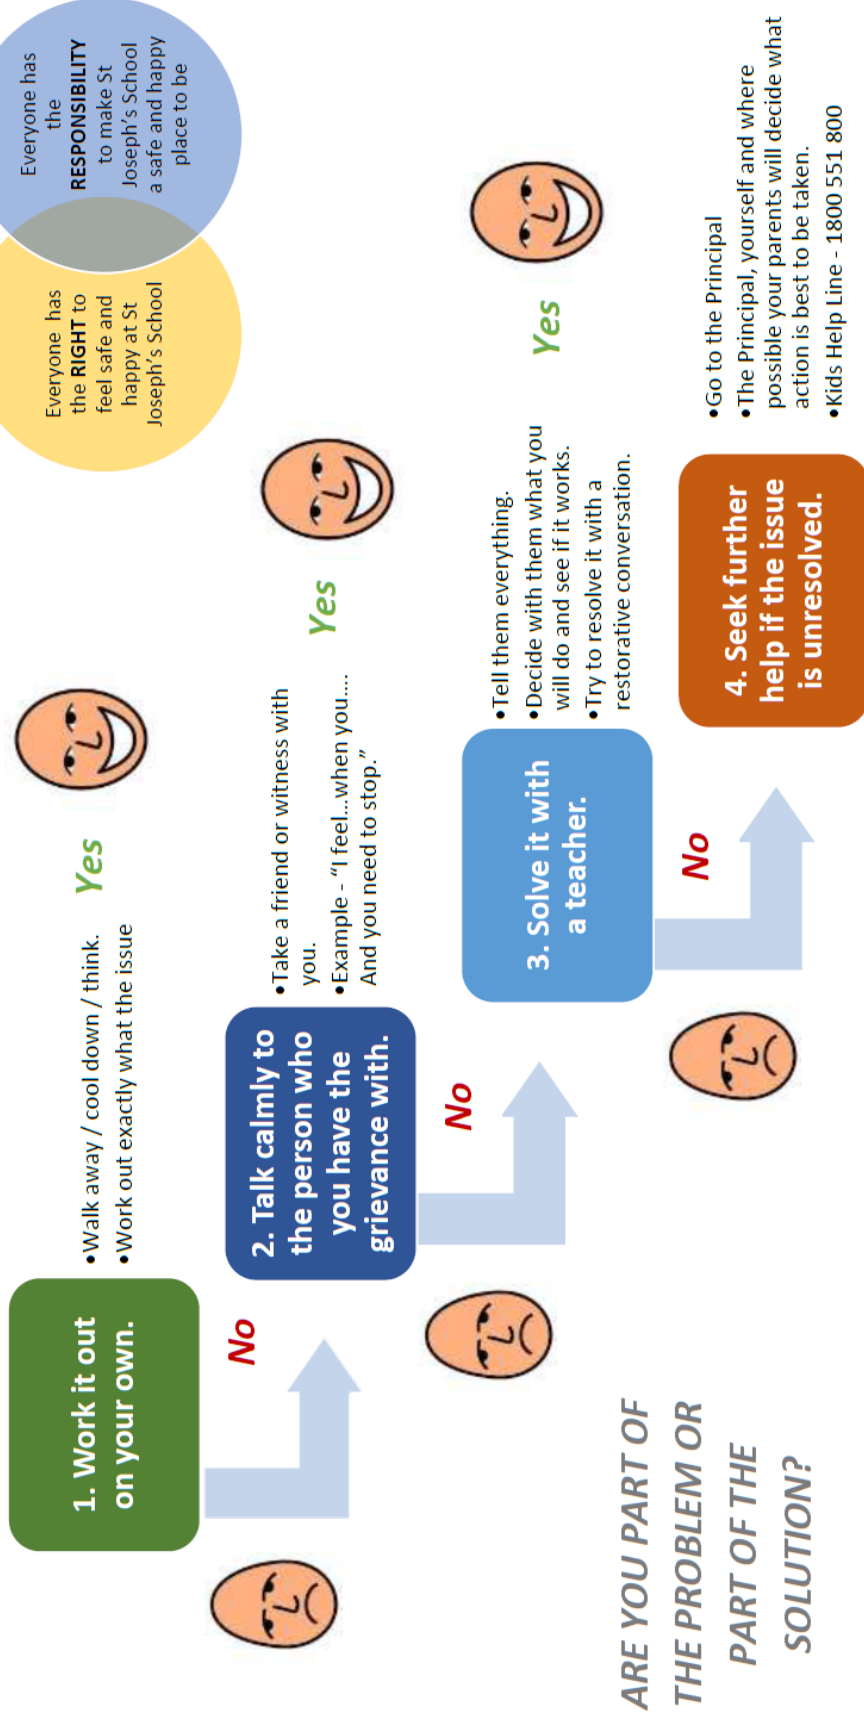 1. Work it out
on your own.
•Walk away / cool down / think.
•Work out exactly what the issue
Yes
Everyone has
the RIGHT to
feel safe and
happy at St
Joseph's School
Everyone has
the
RESPONSIBILITY
to make St
Joseph's School
a safe and happy
place to be
No
2. Talk calmly to
the person who
you have the
grievance with.
•Take a friend or witness with
you.
•Example - “I feel...when you....
And you need to stop.”
Yes
No
3. Solve it with
a teacher.
•Tell them everything.
•Decide with them what you
will do and see if it works.
•Try to resolve it with a
restorative conversation.
Yes
No
4. Seek further
help if the issue
is unresolved.
•Go to the Principal
•The Principal, yourself and where
possible your parents will decide what
action is best to be taken.
•Kids Help Line - 1800 551 800
ARE YOU PART OF
THE PROBLEM OR
PART OF THE
SOLUTION?